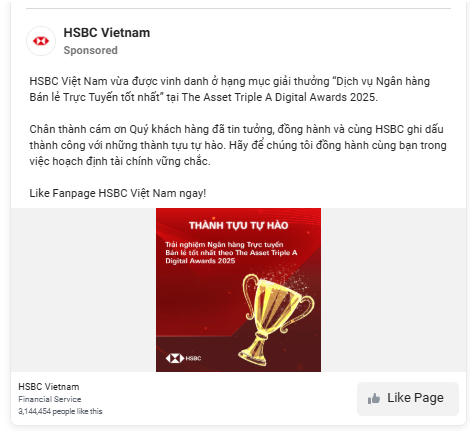 HSBC Vietnam
Sponsored
HSBC Việt Nam vừa được vinh danh ở hạng mục giải thưởng “Dịch vụ Ngân hàng
Bán lẻ Trực Tuyến tốt nhất” tại The Asset Triple A Digital Awards 2025.
Chân thành cám ơn Quý khách hàng đã tin tưởng, đồng hành và cùng HSBC ghi dấu
thành công với những thành tựu tự hào. Hãy để chúng tôi đồng hành cùng bạn trong
việc hoạch định tài chính vững chắc.
Like Fanpage HSBC Việt Nam ngay!
THÀNH TỰU TỰ HÀO
Trải nghiệm Ngân hàng Trực tuyến
Bán lẻ tốt nhất theo The Asset Triple A
Digital Awards 2025
HSBC
HSBC Vietnam
Financial Service
3,144,454 people like this
Like Page